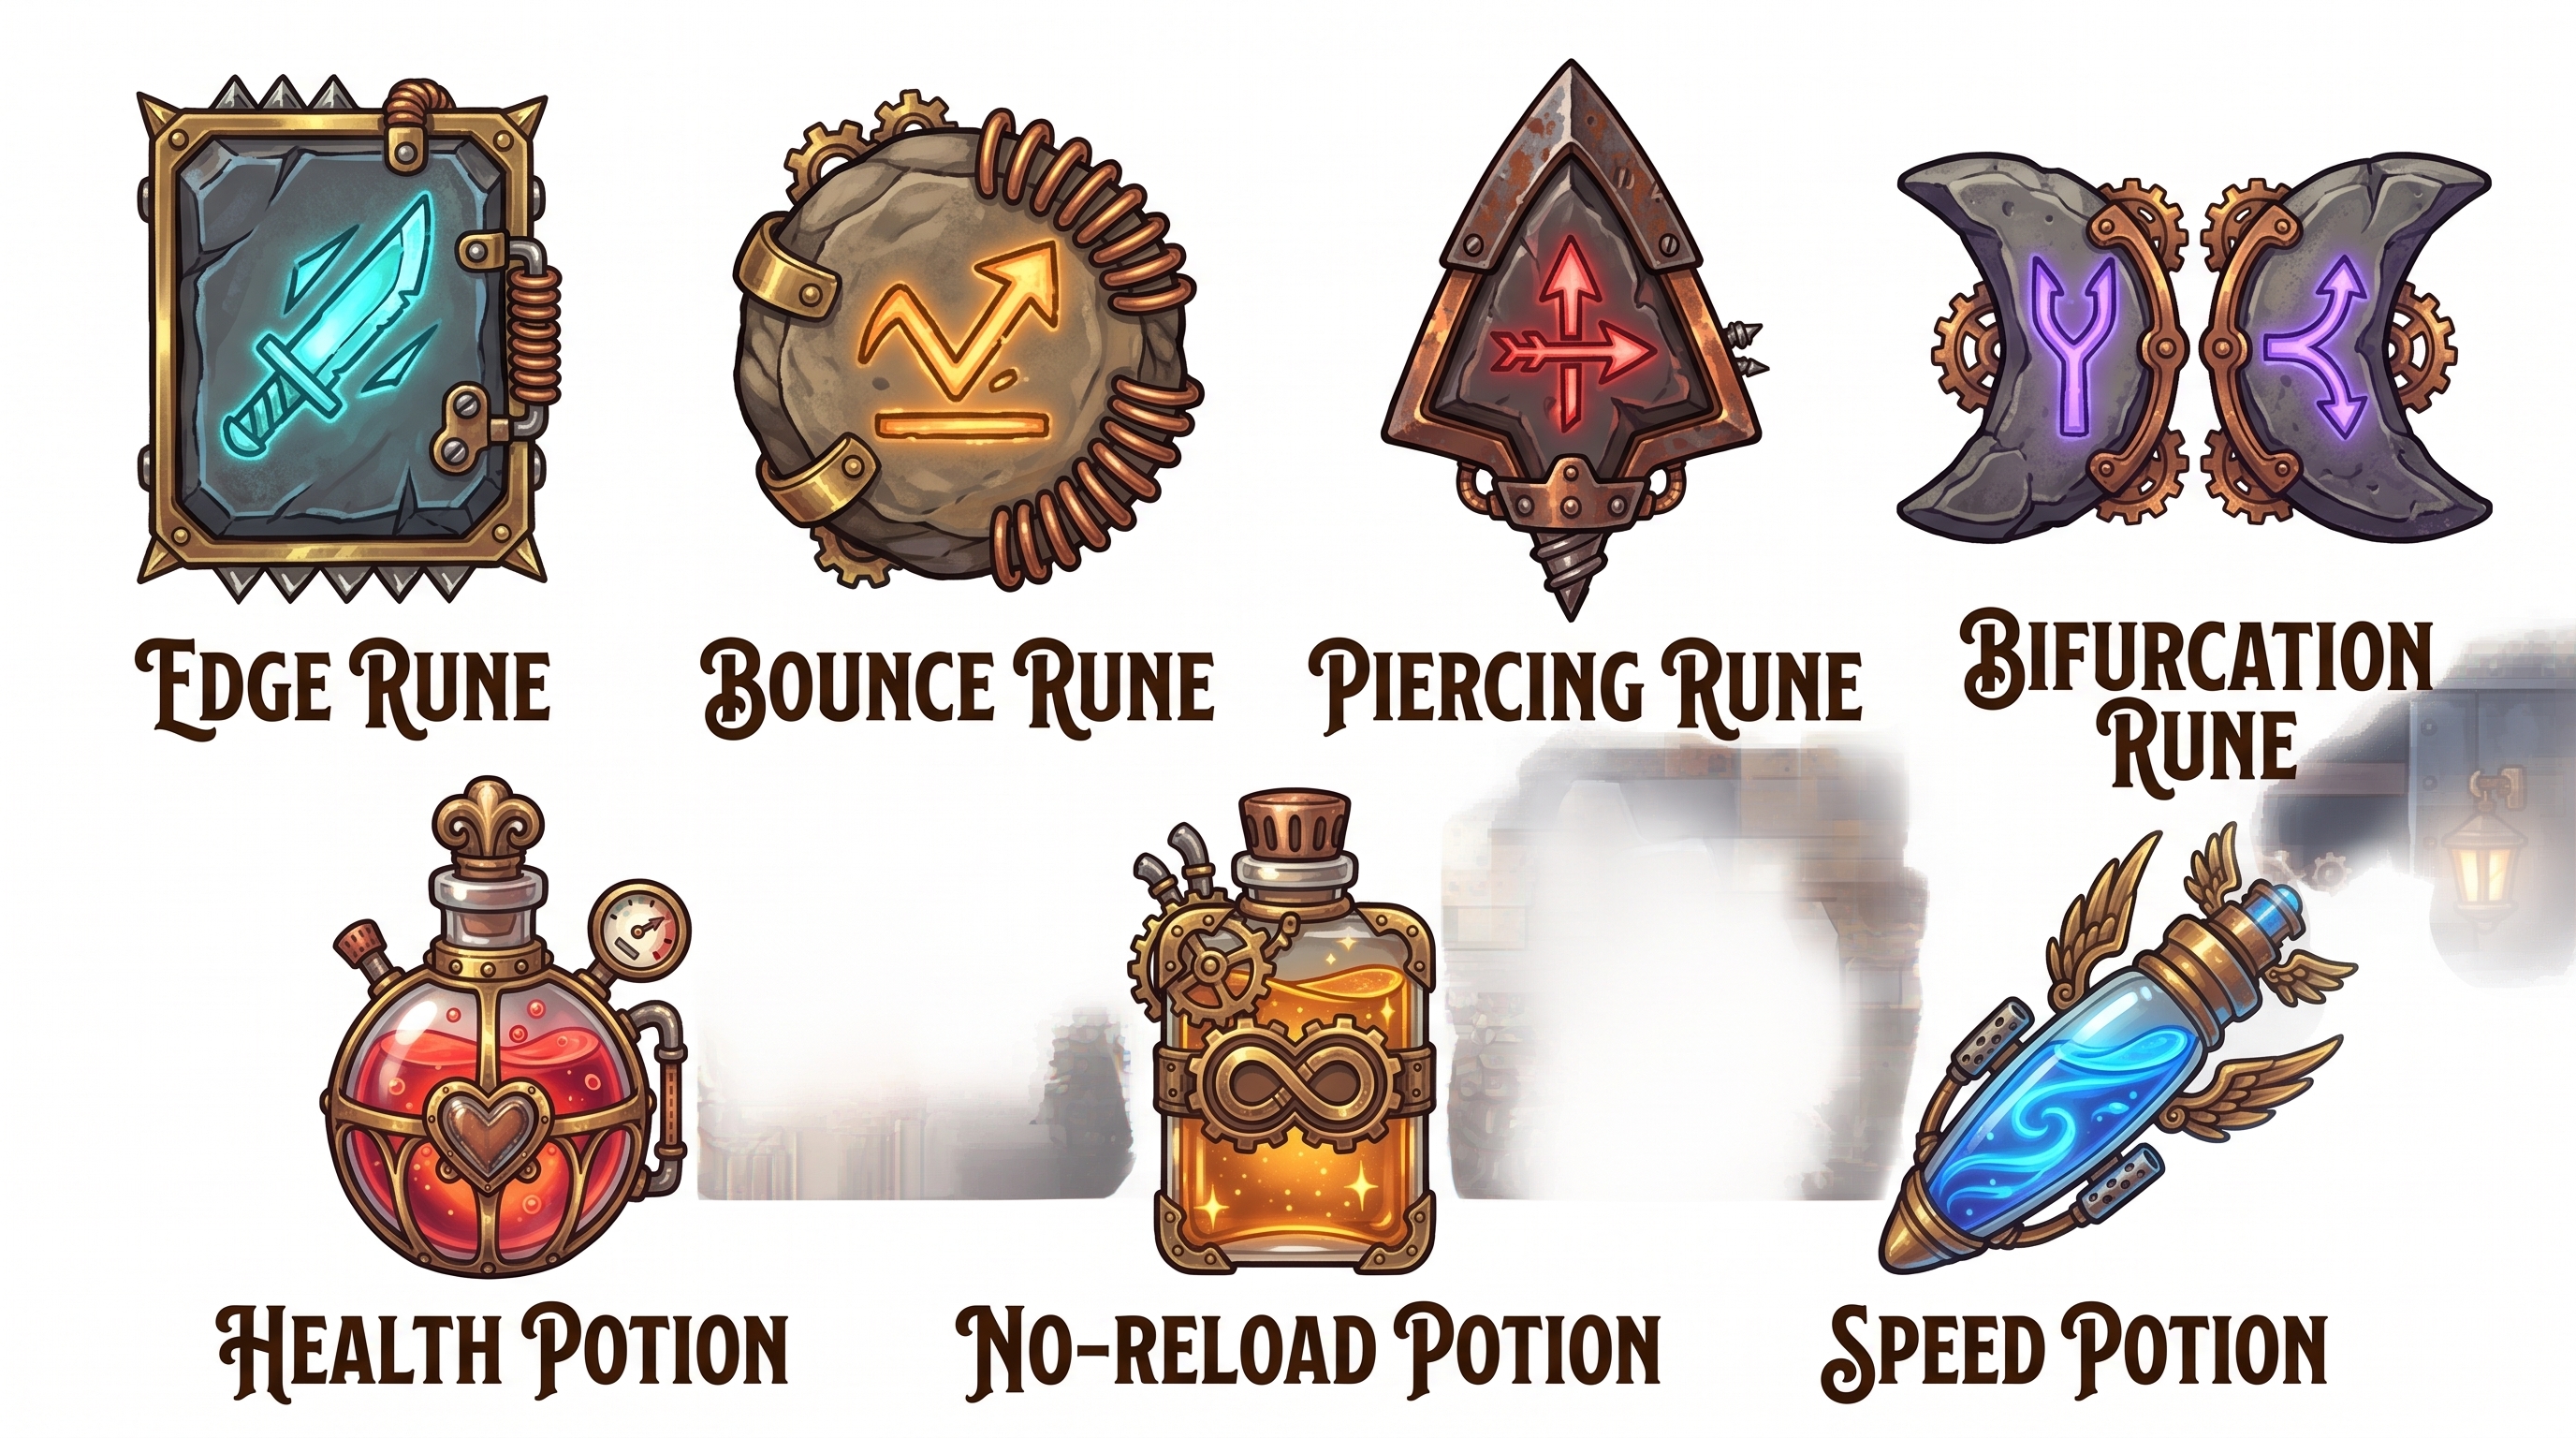 Edge Rune
Bounce Rune
Piercing Rune
Bifurcation
Rune
Health Potion
No-reload Potion
Speed Potion